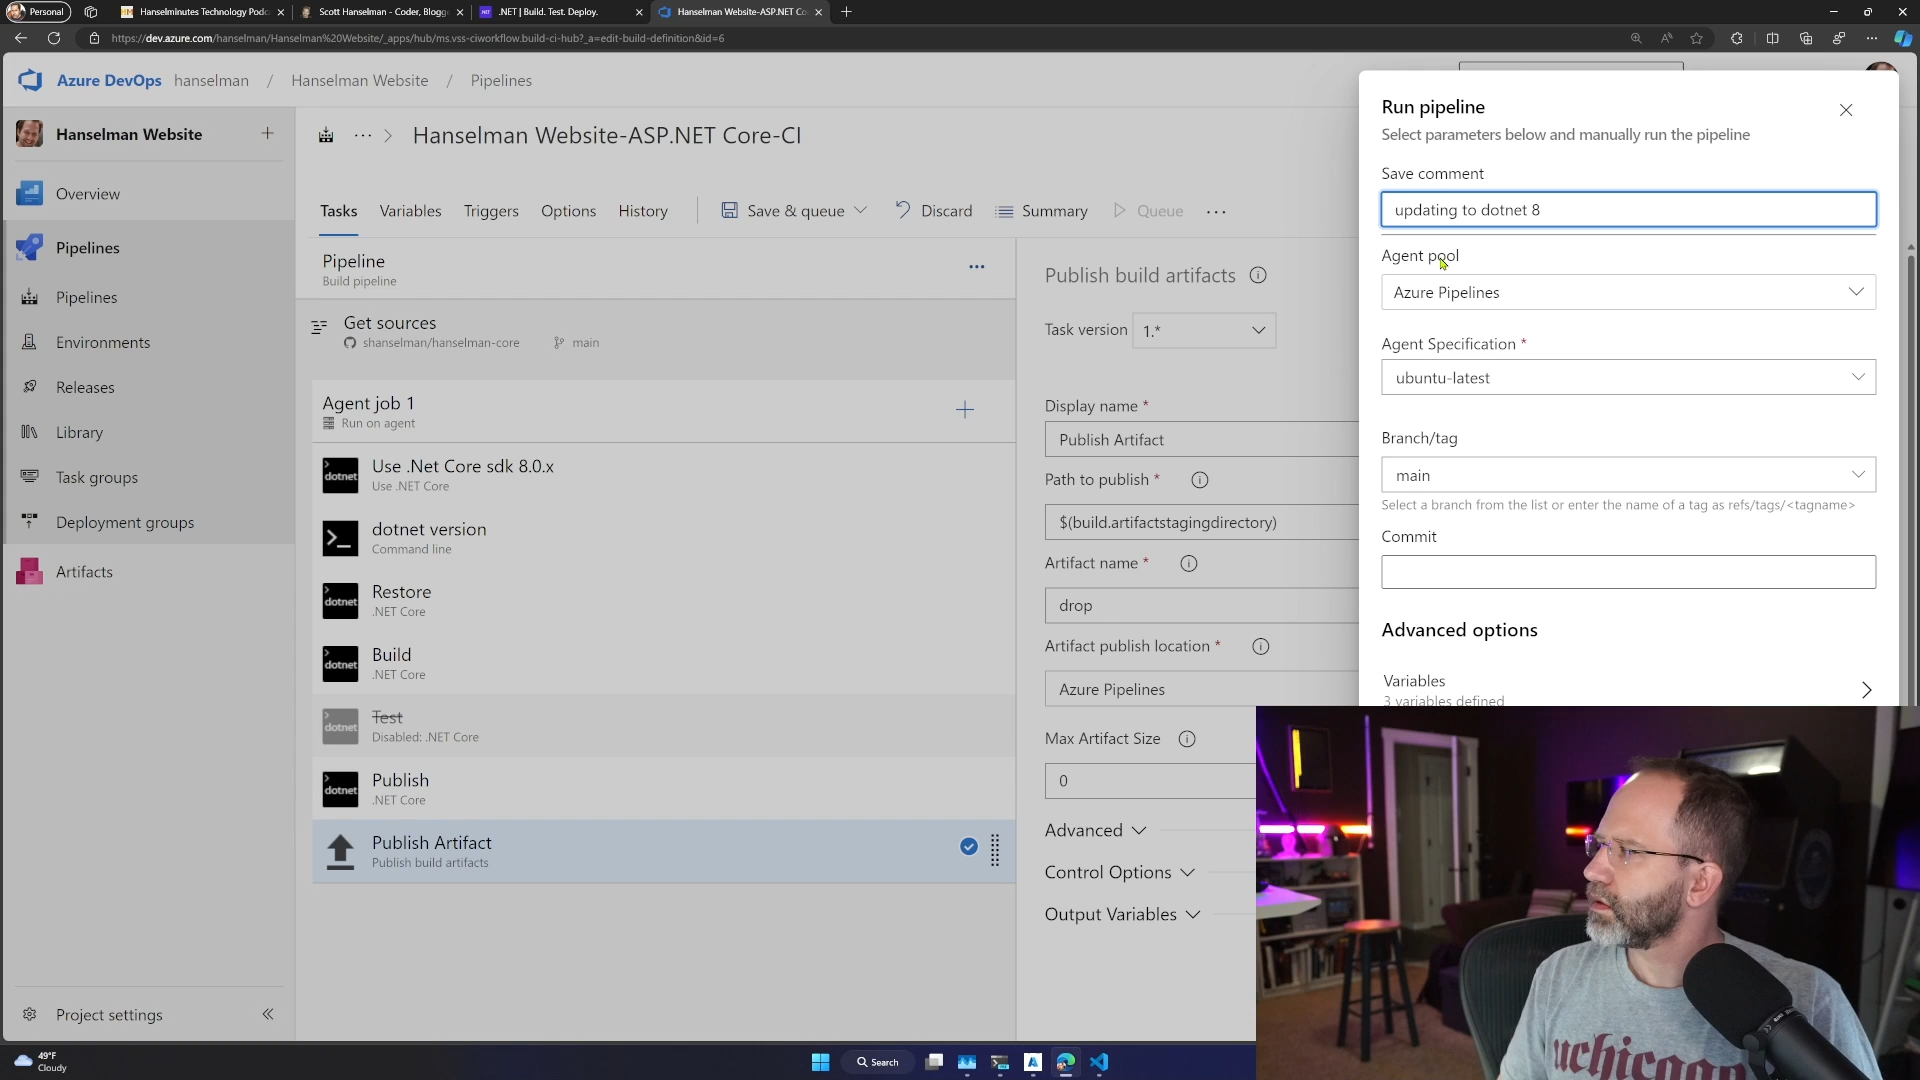 Personal
Hanselminutes Technology Podc
Scott Hanselman - Coder, Blogg
.NET | Build. Test. Deploy.
Hanselman Website-ASP.NET Co
https://dev.azure.com/hanselman/Hanselman%20Website/_apps/hub/ms.vss-ciworkflow.build-ci-hub?_a=edit-build-definition&id=6
Azure DevOps hanselman / Hanselman Website / Pipelines
Hanselman Website
Overview
Pipelines
Pipelines
Environments
Releases
Library
Task groups
Deployment groups
Artifacts
Project settings
Hanselman Website-ASP.NET Core-CI
Tasks Variables Triggers Options History Save & queue Discard Summary Queue
Pipeline
Build pipeline
Get sources
shanselman/hanselman-core main
Agent job 1
Run on agent
dotnet
Use .Net Core sdk 8.0.x
Use .NET Core
dotnet version
Command line
dotnet
Restore
.NET Core
dotnet
Build
.NET Core
dotnet
Test
Disabled: .NET Core
dotnet
Publish
.NET Core
Publish Artifact
Publish build artifacts
Publish build artifacts
Task version 1.*
Display name *
Publish Artifact
Path to publish *
$(build.artifactstagingdirectory)
Artifact name *
drop
Artifact publish location *
Azure Pipelines
Max Artifact Size
0
Advanced
Control Options
Output Variables
Run pipeline
Select parameters below and manually run the pipeline
Save comment
updating to dotnet 8
Agent pool
Azure Pipelines
Agent Specification *
ubuntu-latest
Branch/tag
main
Select a branch from the list or enter the name of a tag as refs/tags/<tagname>
Commit
Advanced options
Variables
3 variables defined
uchicago
49°F
Cloudy
Search